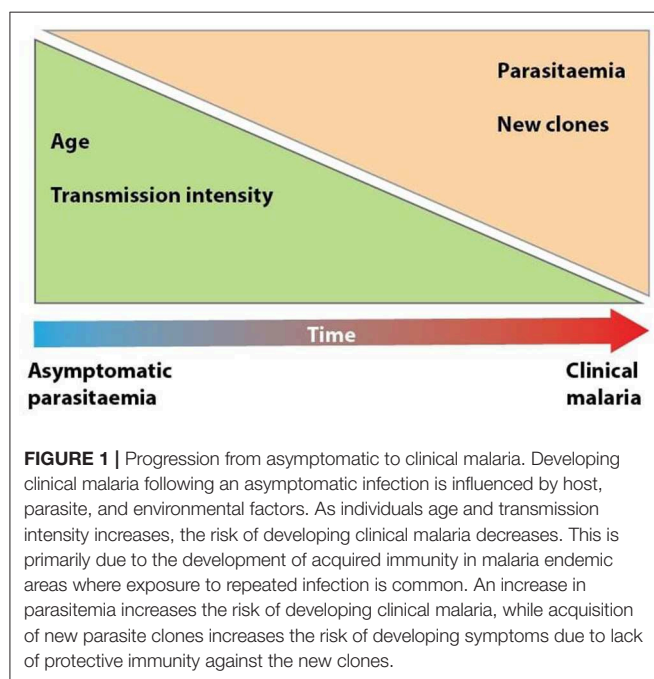 Parasitaemia
New clones
Age
Transmission intensity
Time
Asymptomatic
parasitaemia
Clinical
malaria
FIGURE 1 | Progression from asymptomatic to clinical malaria. Developing
clinical malaria following an asymptomatic infection is influenced by host,
parasite, and environmental factors. As individuals age and transmission
intensity increases, the risk of developing clinical malaria decreases. This is
primarily due to the development of acquired immunity in malaria endemic
areas where exposure to repeated infection is common. An increase in
parasitemia increases the risk of developing clinical malaria, while acquisition
of new parasite clones increases the risk of developing symptoms due to lack
of protective immunity against the new clones.